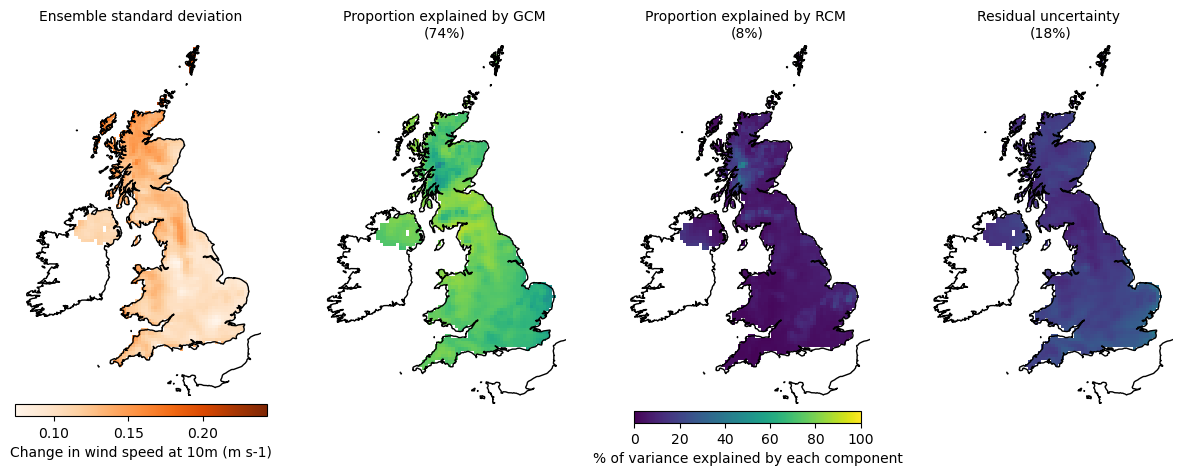 Ensemble standard deviation
Proportion explained by GCM
(74%)
Proportion explained by RCM
(8%)
Residual uncertainty
(18%)
0.10 0.15 0.20
Change in wind speed at 10m (m s-1)
0 20 40 60 80 100
% of variance explained by each component